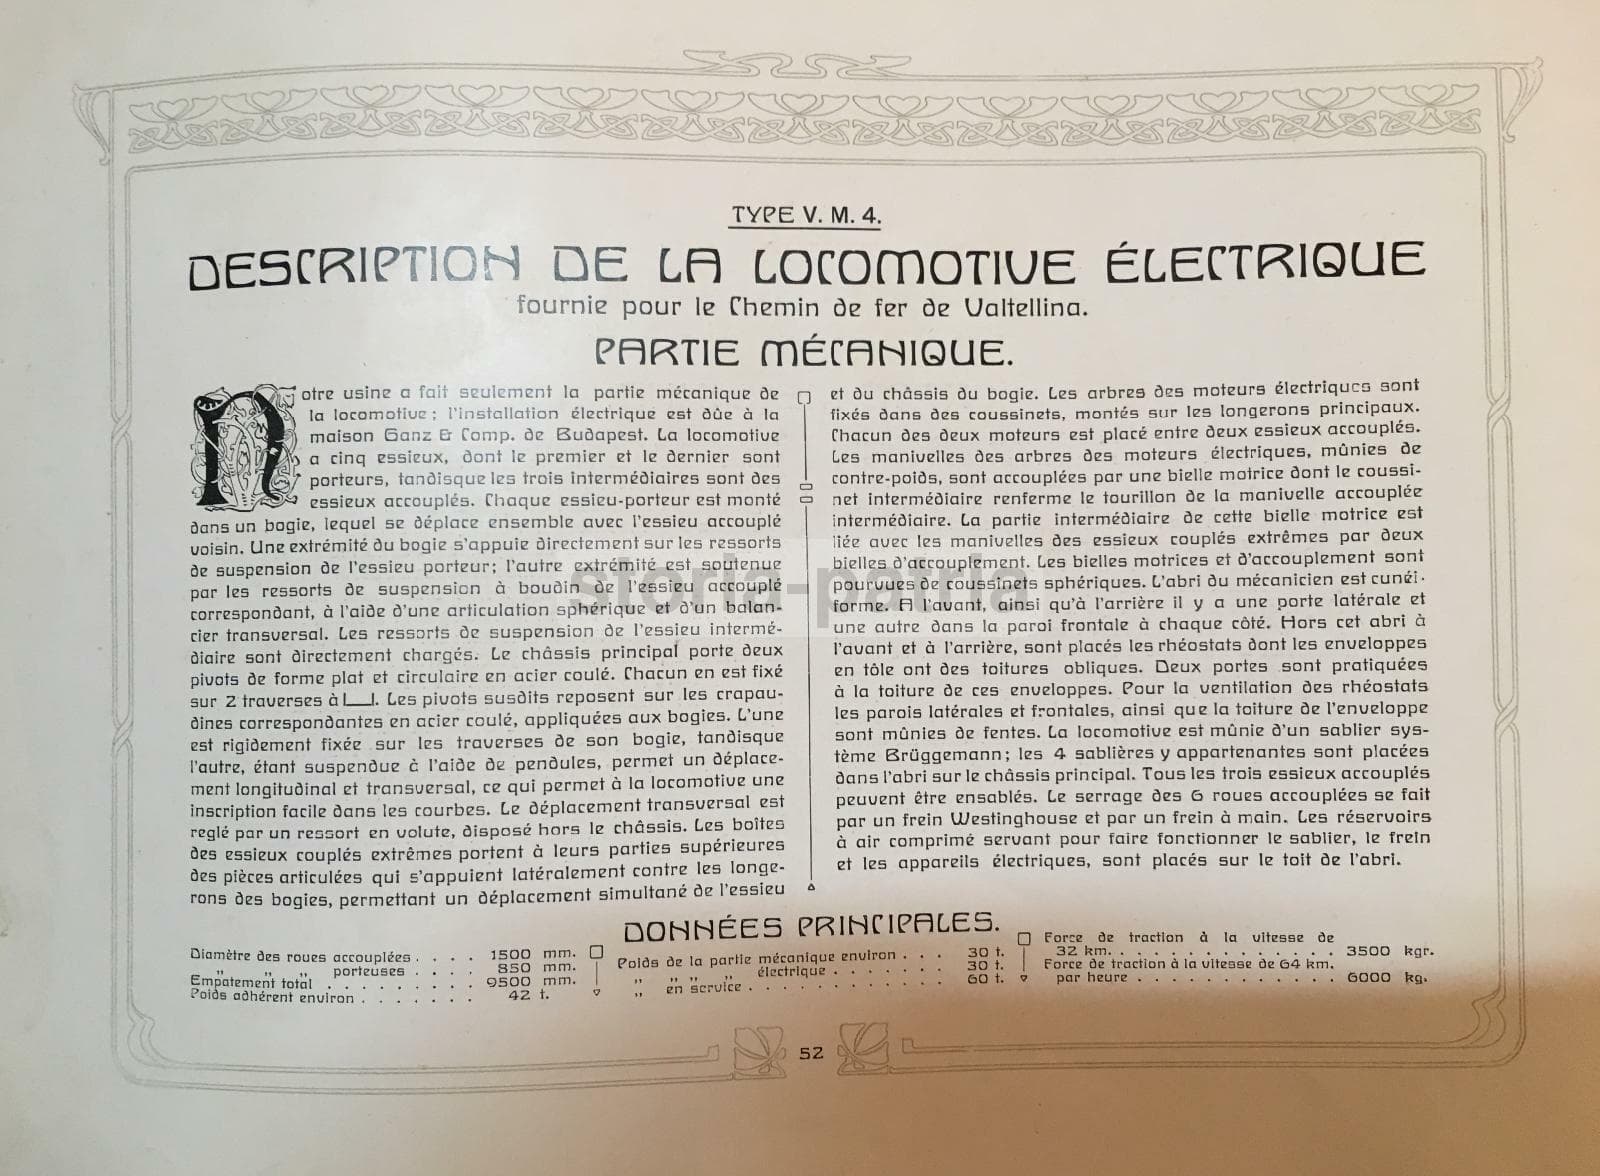 TYPE V. M. 4.
DESCRIPTION DE LA LOCOMOTIVE ÉLECTRIQUE
fournie pour le Chemin de fer de Valtellina.
PARTIE MÉCANIQUE.
Notre usine a fait seulement la partie mécanique de
la locomotive; l'installation électrique est dûe à la
maison Ganz & Comp. de Budapest. La locomotive
a cinq essieux, dont le premier et le dernier sont
porteurs, tandisque les trois intermédiaires sont des
essieux accouplés. Chaque essieu-porteur est monté
dans un bogie, lequel se déplace ensemble avec l'essieu accouplé
voisin. Une extrémité du bogie s'appuie directement sur les ressorts
de suspension de l'essieu porteur; l'autre extrémité est soutenue
par les ressorts de suspension à boudin de l'essieu accouplé
correspondant, à l'aide d'une articulation sphérique et d'un balan-
cier transversal. Les ressorts de suspension de l'essieu intermé-
diaire sont directement chargés. Le châssis principal porte deux
pivots de forme plat et circulaire en acier coulé. Chacun en est fixé
sur 2 traverses à |__|. Les pivots susdits reposent sur les crapau-
dines correspondantes en acier coulé, appliquées aux bogies. L'une
est rigidement fixée sur les traverses de son bogie, tandisque
l'autre, étant suspendue à l'aide de pendules, permet un déplace-
ment longitudinal et transversal, ce qui permet à la locomotive une
inscription facile dans les courbes. Le déplacement transversal est
reglé par un ressort en volute, disposé hors le châssis. Les boîtes
des essieux couplés extrêmes portent à leurs parties supérieures
des pièces articulées qui s'appuient latéralement contre les longe-
rons des bogies, permettant un déplacement simultané de l'essieu
et du châssis du bogie. Les arbres des moteurs électriques sont
fixés dans des coussinets, montés sur les longerons principaux.
Chacun des deux moteurs est placé entre deux essieux accouplés.
Les manivelles des arbres des moteurs électriques, mûnies de
contre-poids, sont accouplées par une bielle motrice dont le coussi-
net intermédiaire renferme le tourillon de la manivelle accouplée
intermédiaire. La partie intermédiaire de cette bielle motrice est
liée avec les manivelles des essieux couplés extrêmes par deux
bielles d'accouplement. Les bielles motrices et d'accouplement sont
pourvues de coussinets sphériques. L'abri du mécanicien est cunéi-
forme. A l'avant, ainsi qu'à l'arrière il y a une porte latérale et
une autre dans la paroi frontale à chaque côté. Hors cet abri à
l'avant et à l'arrière, sont placés les rhéostats dont les enveloppes
en tôle ont des toitures obliques. Deux portes sont pratiquées
à la toiture de ces enveloppes. Pour la ventilation des rhéostats
les parois latérales et frontales, ainsi que la toiture de l'enveloppe
sont mûnies de fentes. La locomotive est mûnie d'un sablier sys-
tème Brüggemann; les 4 sablières y appartenantes sont placées
dans l'abri sur le châssis principal. Tous les trois essieux accouplés
peuvent être ensablés. Le serrage des 6 roues accouplées se fait
par un frein Westinghouse et par un frein à main. Les réservoirs
à air comprimé servant pour faire fonctionner le sablier, le frein
et les appareils électriques, sont placés sur le toit de l'abri.
storia-patria
DONNÉES PRINCIPALES.
Diamètre des roues accouplées . . . . 1500 mm.
„ „ „ porteuses . . . . 850 mm.
Empatement total . . . . . . . . . 9500 mm.
Poids adhérent environ . . . . . . . 42 t.
Poids de la partie mécanique environ . . . 30 t.
„ „ „ „ électrique . . . . . . . 30 t.
„ en service . . . . . . . . . . . . 60 t.
Force de traction à la vitesse de
32 km. . . . . . . . . . . . . . 3500 kgr.
Force de traction à la vitesse de 64 km.
par heure . . . . . . . . . . . . 6000 kg.
52